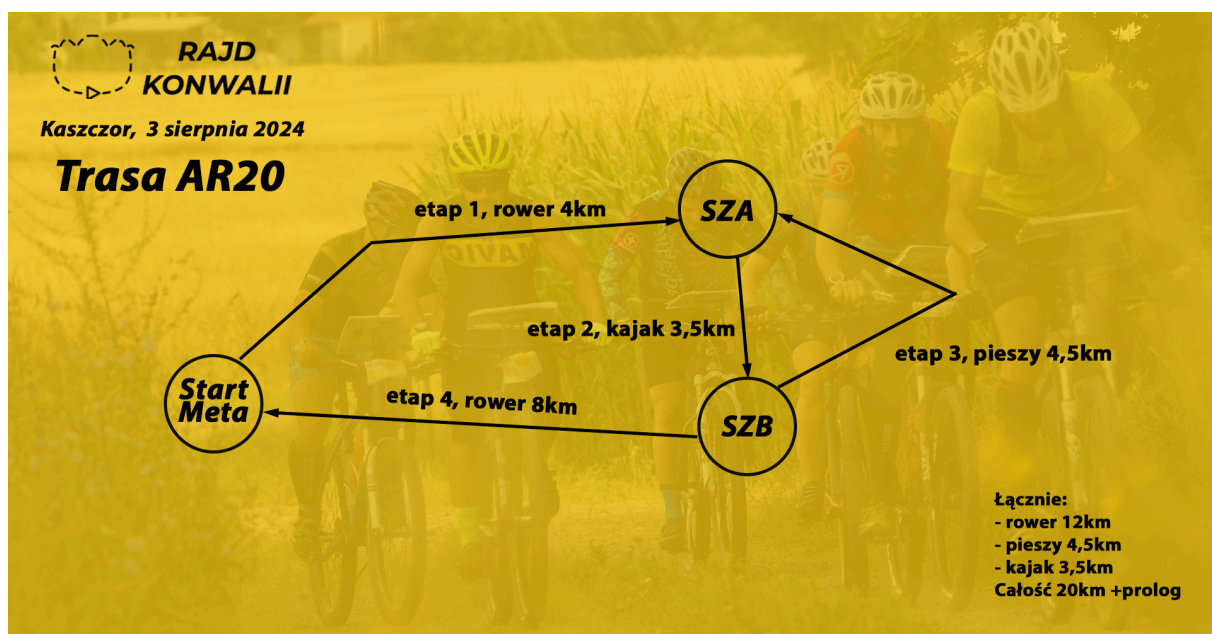 RAJD
KONWALII
Kaszczor, 3 sierpnia 2024
Trasa AR20
etap 1, rower 4km
SZA
etap 2, kajak 3,5km
etap 3, pieszy 4,5km
Start
Meta
etap 4, rower 8km
SZB
Łącznie:
- rower 12km
- pieszy 4,5km
- kajak 3,5km
Całość 20km +prolog